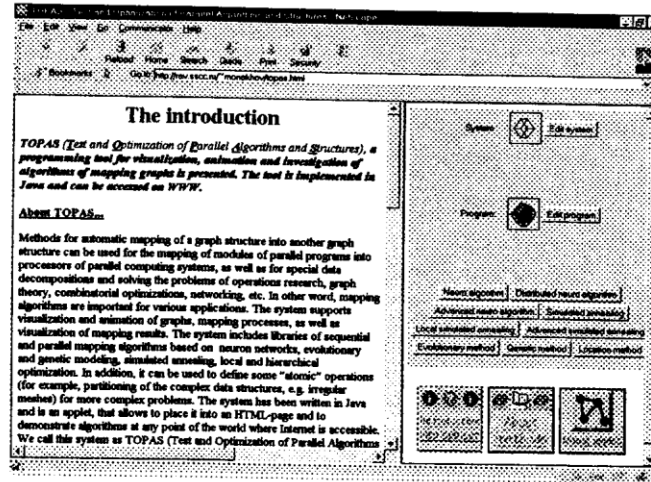 File Edit View Go Communicator Help
Reload Home Search Guide Print Security
Bookmarks Go to: http://rav.sscc.ru/~monakhov/topas.html
The introduction
TOPAS (Test and Optimization of Parallel Algorithms and Structures), a
programming tool for visualization, animation and investigation of
algorithms of mapping graphs is presented. The tool is implemented in
Java and can be accessed on WWW.
About TOPAS...
Methods for automatic mapping of a graph structure into another graph
structure can be used for the mapping of modules of parallel programs into
processors of parallel computing systems, as well as for special data
decompositions and solving the problems of operations research, graph
theory, combinatorial optimizations, networking, etc. In other word, mapping
algorithms are important for various applications. The system supports
visualization and animation of graphs, mapping processes, as well as
visualization of mapping results. The system includes libraries of sequential
and parallel mapping algorithms based on neuron networks, evolutionary
and genetic modeling, simulated annealing, local and hierarchical
optimization. In addition, it can be used to define some "atomic" operations
(for example, partitioning of the complex data structures, e.g. irregular
meshes) for more complex problems. The system has been written in Java
and is an applet, that allows to place it into an HTML-page and to
demonstrate algorithms at any point of the world where Internet is accessible.
We call this system as TOPAS (Test and Optimization of Parallel Algorithms
System: Edit system
Program: Edit program
Neuro algorithm Distributed neuro algorithm
Advanced neuro algorithm Simulated annealing
Local simulated annealing Advanced simulated annealing
Evolutionary method Genetic method Location method